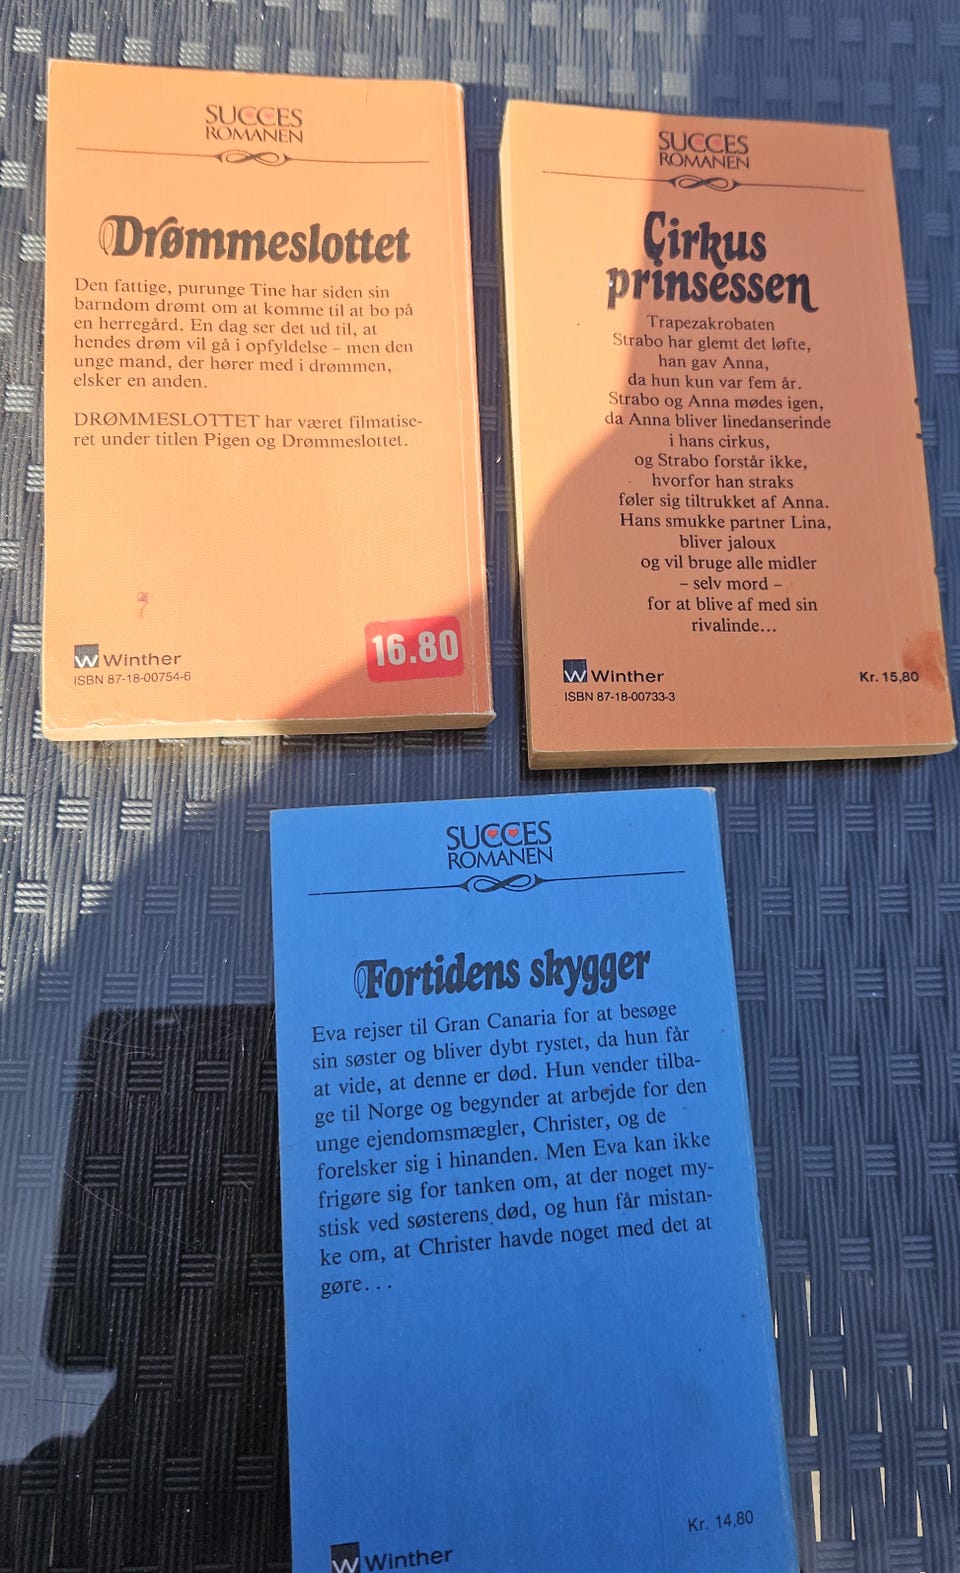 SUCCES
ROMANEN
Drømmeslottet
Den fattige, purunge Tine har siden sin
barndom drømt om at komme til at bo på
en herregård. En dag ser det ud til, at
hendes drøm vil gå i opfyldelse – men den
unge mand, der hører med i drømmen,
elsker en anden.
DRØMMESLOTTET har været filmatise-
ret under titlen Pigen og Drømmeslottet.
16.80
W Winther
ISBN 87-18-00754-6
SUCCES
ROMANEN
Cirkus
prinsessen
Trapezakrobaten
Strabo har glemt det løfte,
han gav Anna,
da hun kun var fem år.
Strabo og Anna mødes igen,
da Anna bliver linedanserinde
i hans cirkus,
og Strabo forstår ikke,
hvorfor han straks
føler sig tiltrukket af Anna.
Hans smukke partner Lina,
bliver jaloux
og vil bruge alle midler
– selv mord –
for at blive af med sin
rivalinde...
W Winther
ISBN 87-18-00733-3
Kr. 15,80
SUCCES
ROMANEN
Fortidens skygger
Eva rejser til Gran Canaria for at besøge
sin søster og bliver dybt rystet, da hun får
at vide, at denne er død. Hun vender tilba-
ge til Norge og begynder at arbejde for den
unge ejendomsmægler, Christer, og de
forelsker sig i hinanden. Men Eva kan ikke
frigøre sig for tanken om, at der noget my-
stisk ved søsterens død, og hun får mistan-
ke om, at Christer havde noget med det at
gøre...
Kr. 14,80
W Winther